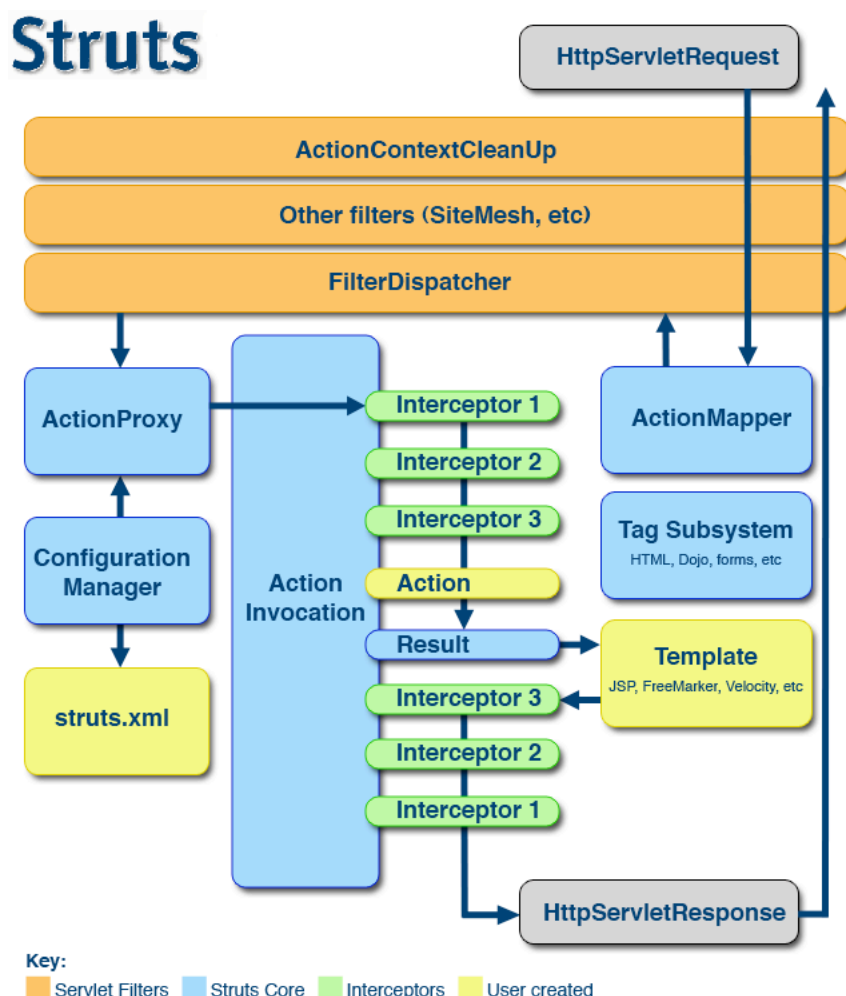 Struts
HttpServletRequest
ActionContextCleanUp
Other filters (SiteMesh, etc)
FilterDispatcher
ActionProxy
Interceptor 1
ActionMapper
Interceptor 2
Interceptor 3
Tag Subsystem
HTML, Dojo, forms, etc
Configuration
Manager
Action
Invocation
Action
Result
Template
JSP, FreeMarker, Velocity, etc
struts.xml
Interceptor 3
Interceptor 2
Interceptor 1
HttpServletResponse
Key:
Servlet Filters
Struts Core
Interceptors
User created